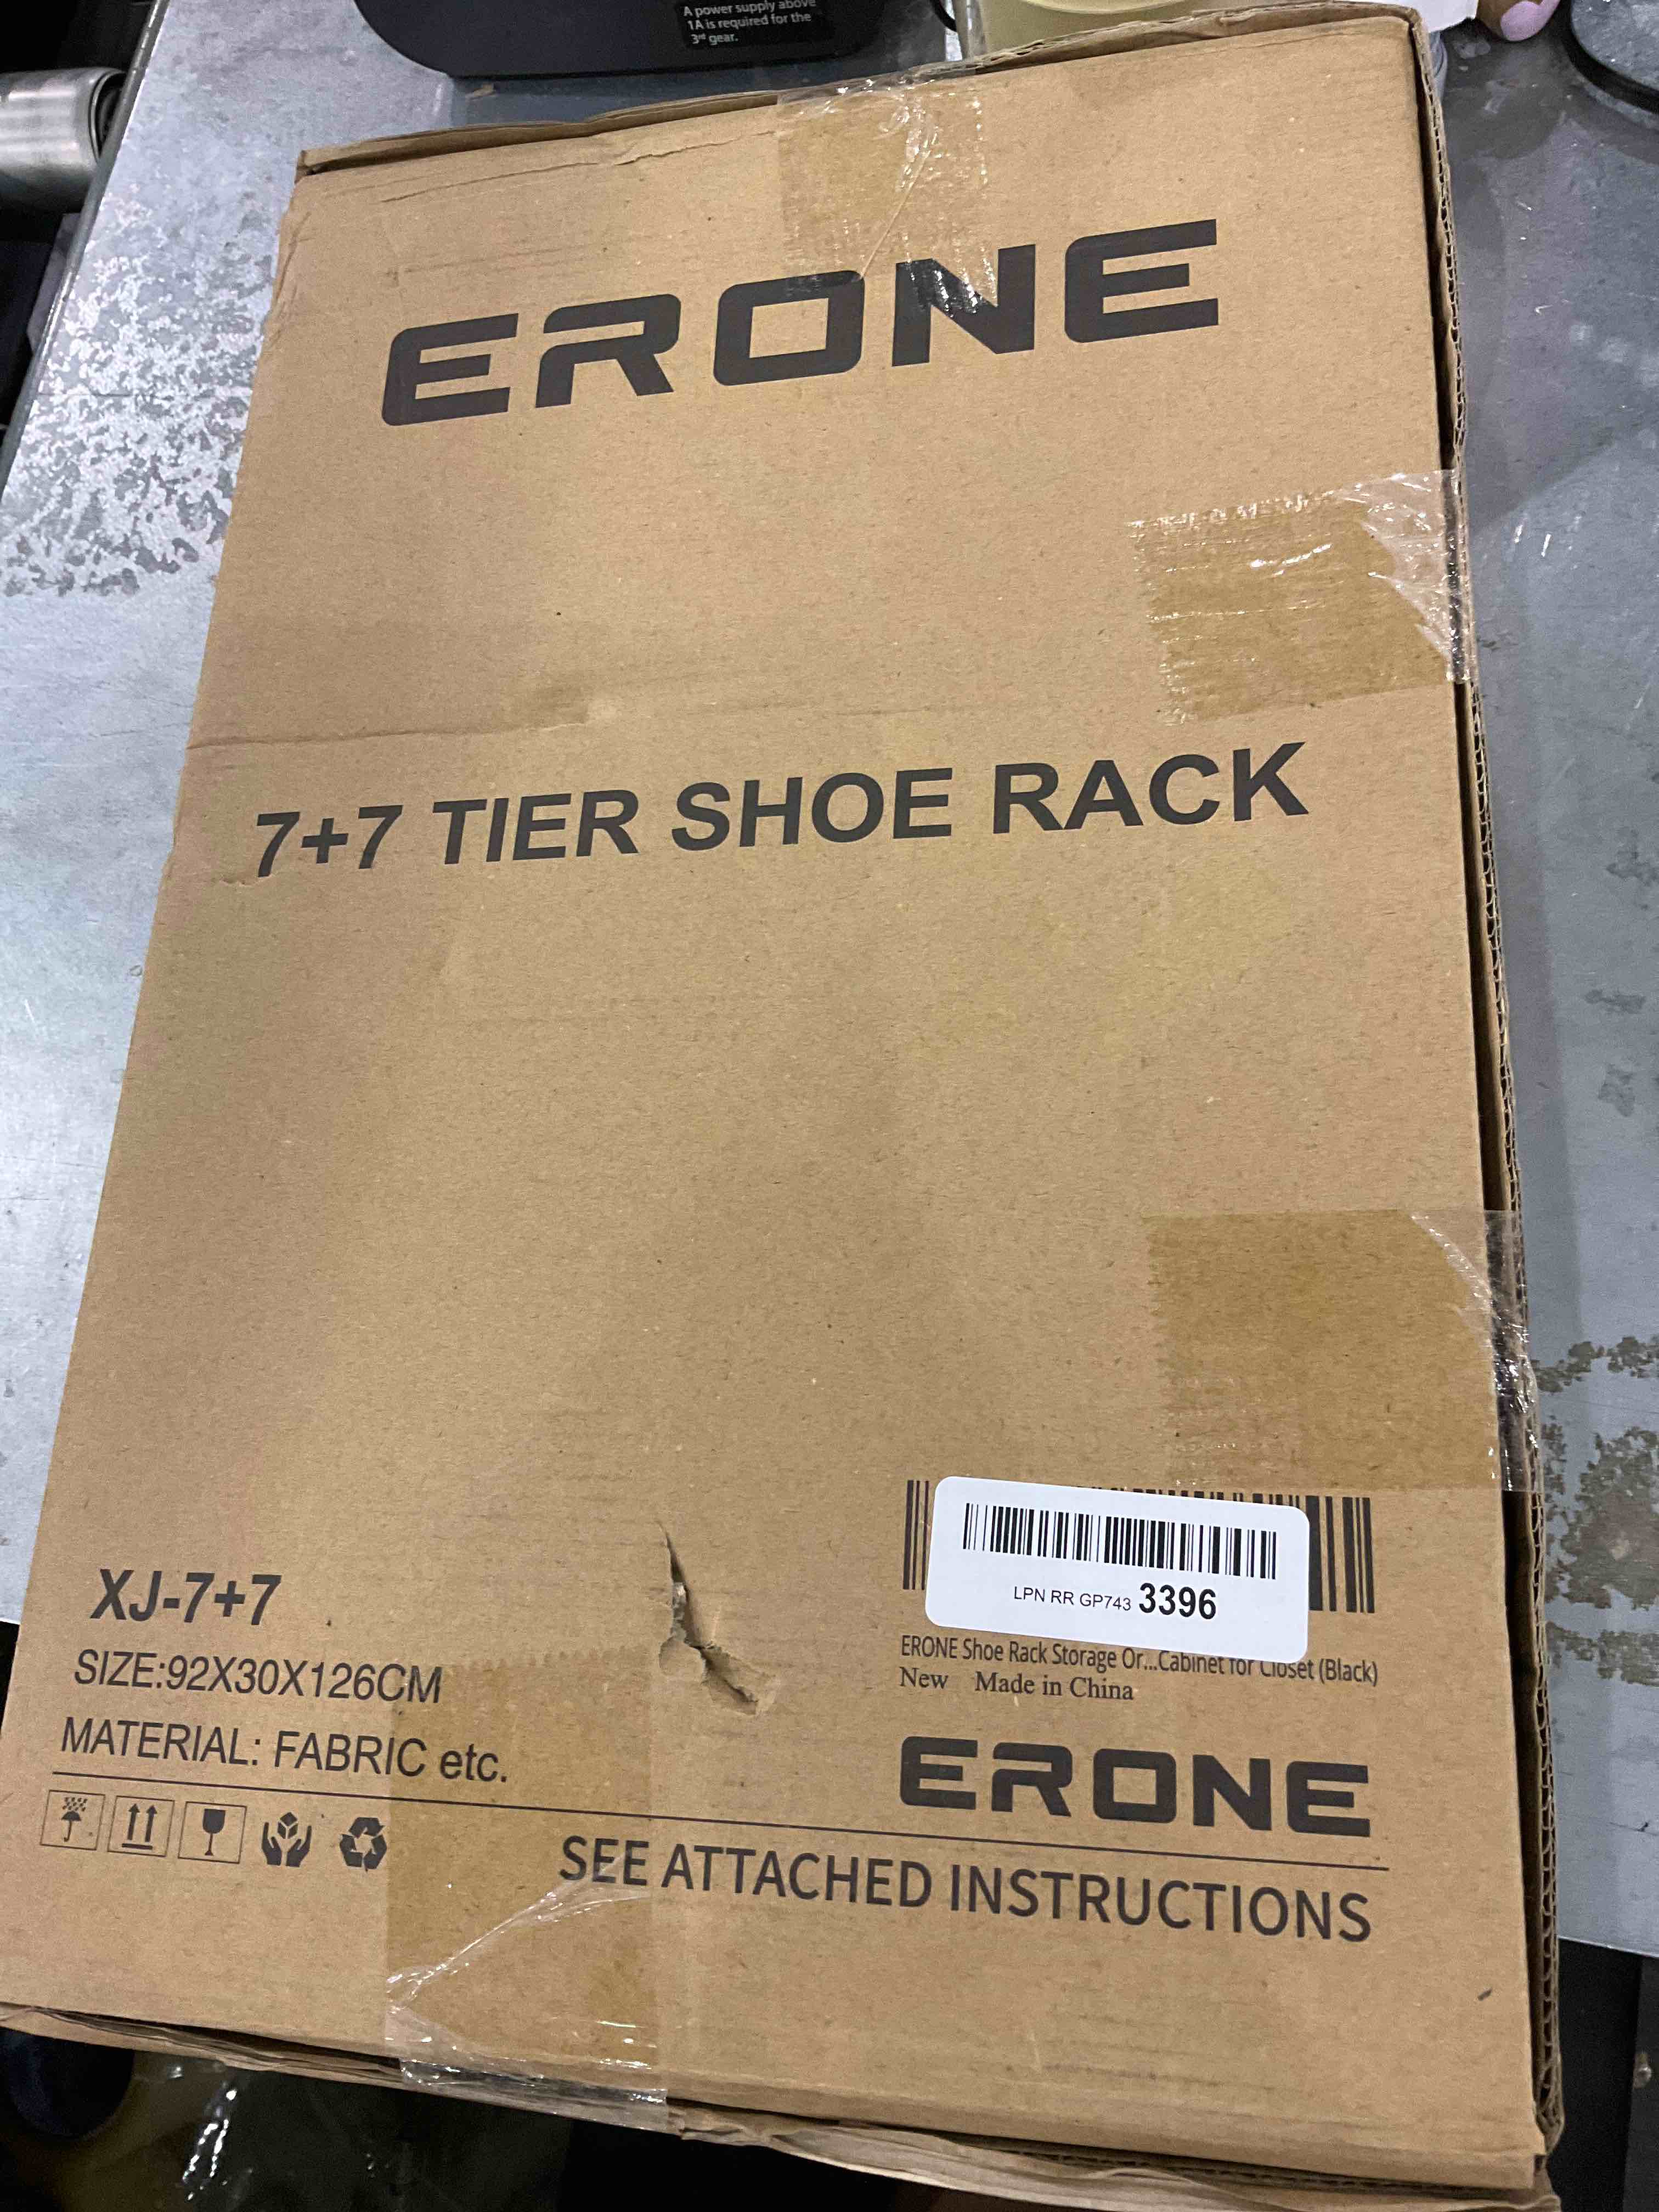 A power supply above
1A is required for the
3rd gear.
ERONE
7+7 TIER SHOE RACK
XJ-7+7
SIZE:92X30X126CM
MATERIAL: FABRIC etc.
LPN RR GP743 3396
ERONE Shoe Rack Storage Or...Cabinet for Closet (Black)
New Made in China
ERONE
SEE ATTACHED INSTRUCTIONS